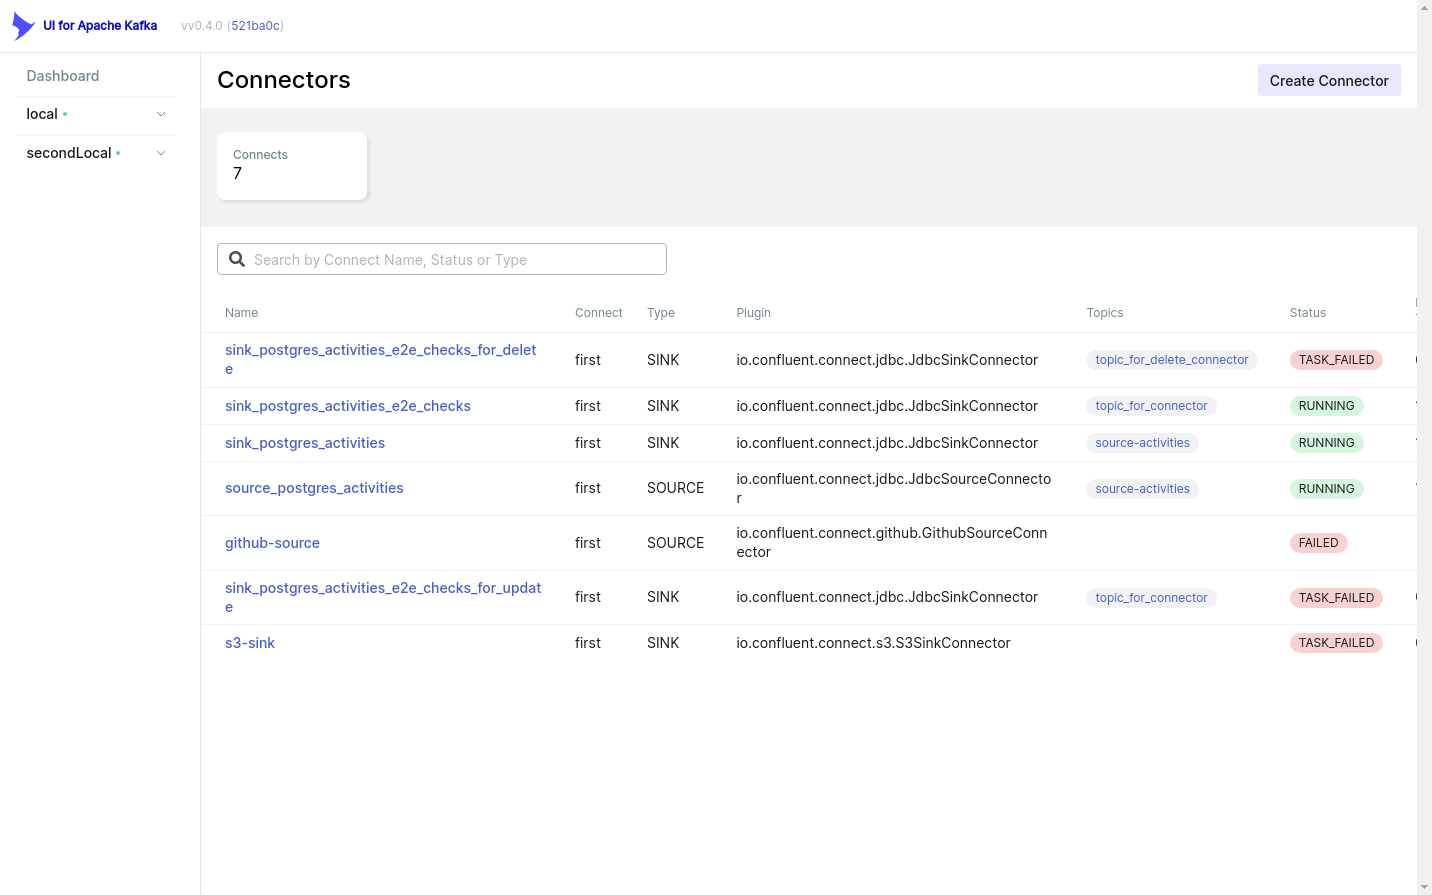 UI for Apache Kafka vv0.4.0 (521ba0c)
Dashboard
local
secondLocal
Connectors
Create Connector
Connects
7
Search by Connect Name, Status or Type
Name Connect Type Plugin Topics Status
sink_postgres_activities_e2e_checks_for_delet
e
first SINK io.confluent.connect.jdbc.JdbcSinkConnector topic_for_delete_connector TASK_FAILED
sink_postgres_activities_e2e_checks first SINK io.confluent.connect.jdbc.JdbcSinkConnector topic_for_connector RUNNING
sink_postgres_activities first SINK io.confluent.connect.jdbc.JdbcSinkConnector source-activities RUNNING
source_postgres_activities first SOURCE io.confluent.connect.jdbc.JdbcSourceConnecto
r
source-activities RUNNING
github-source first SOURCE io.confluent.connect.github.GithubSourceConn
ector
FAILED
sink_postgres_activities_e2e_checks_for_updat
e
first SINK io.confluent.connect.jdbc.JdbcSinkConnector topic_for_connector TASK_FAILED
s3-sink first SINK io.confluent.connect.s3.S3SinkConnector TASK_FAILED